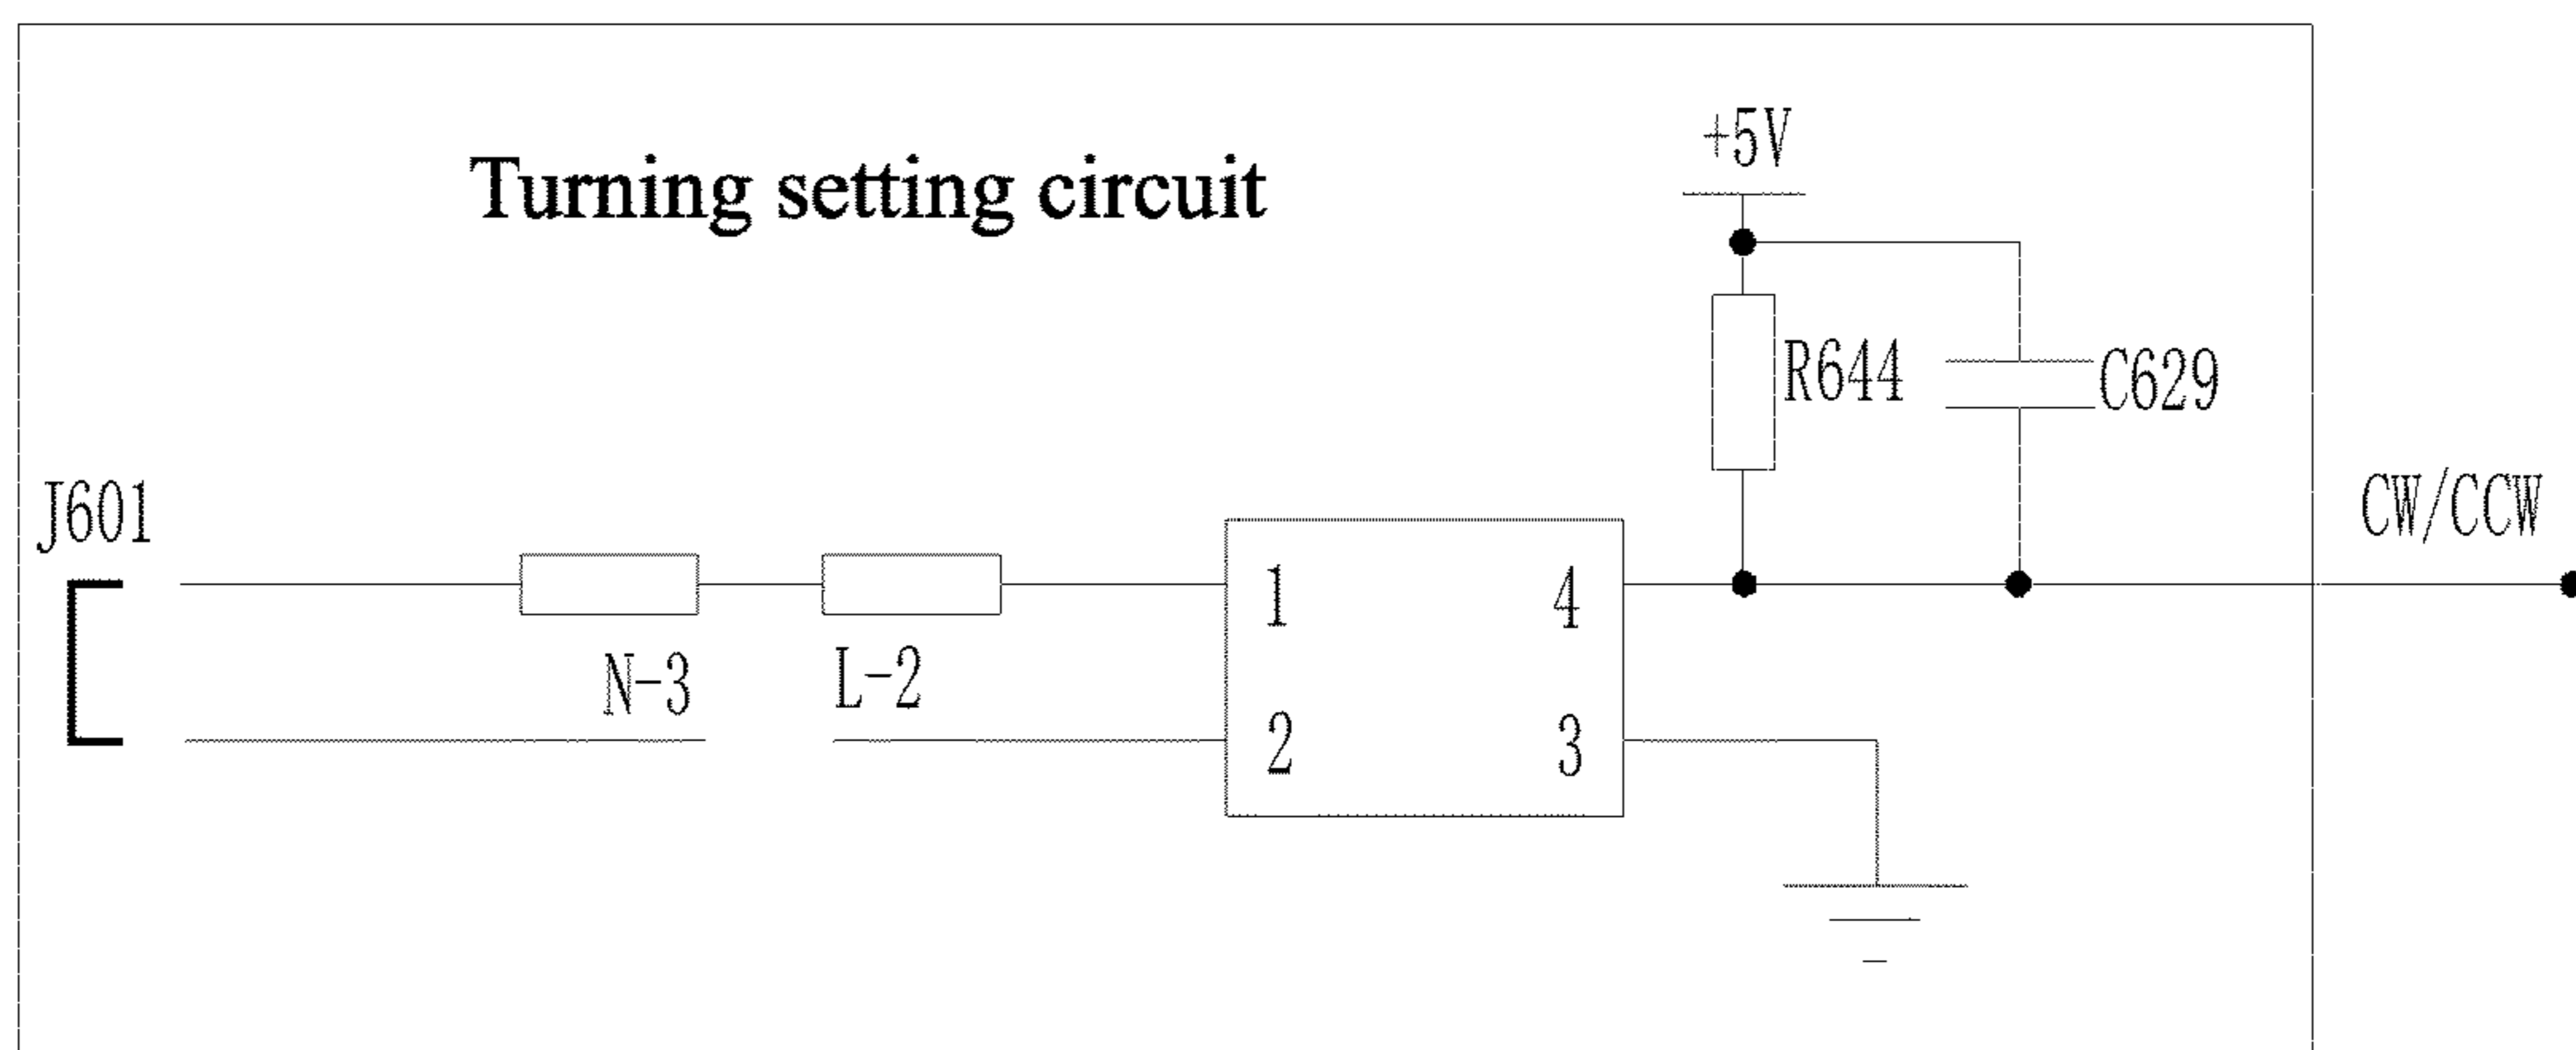 +5V
Turning setting circuit
R644
C629
J601
CW/CCW
1
4
N-3
L-2
2
3